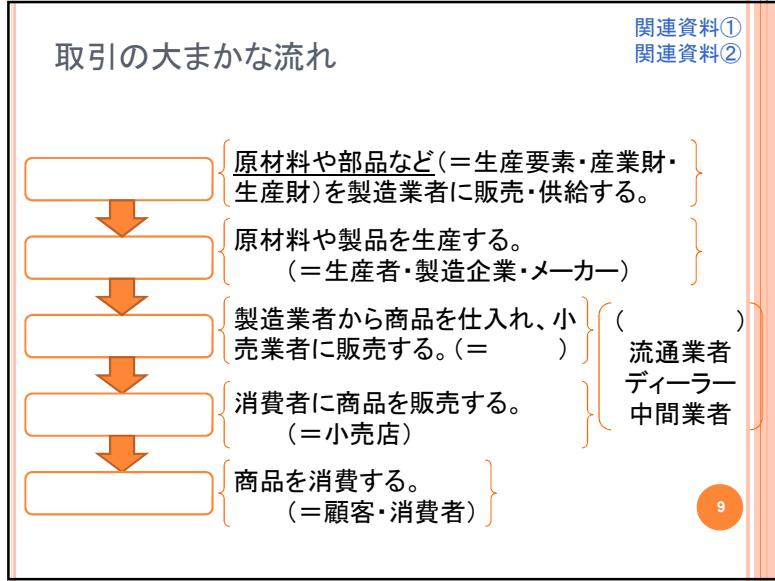 関連資料①
関連資料②
取引の大まかな流れ
原材料や部品など(＝生産要素・産業財・
生産財)を製造業者に販売・供給する。
原材料や製品を生産する。
(＝生産者・製造企業・メーカー)
製造業者から商品を仕入れ、小
売業者に販売する。(＝　　　)
(　　　　　)
流通業者
ディーラー
中間業者
消費者に商品を販売する。
(＝小売店)
商品を消費する。
(＝顧客・消費者)
9